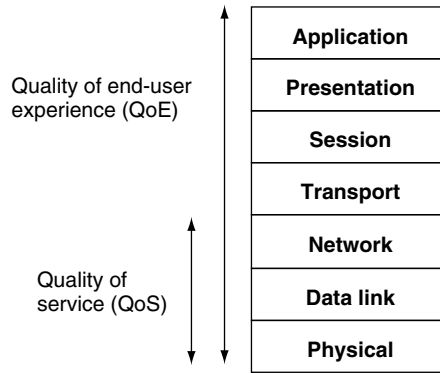 Application
Quality of end-user
experience (QoE)
Presentation
Session
Transport
Network
Quality of
service (QoS)
Data link
Physical